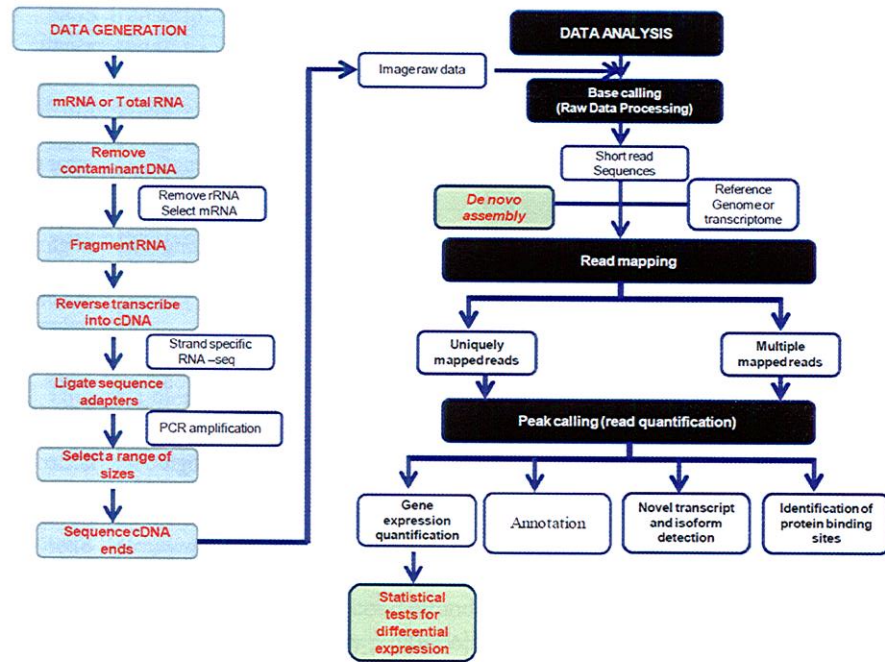 DATA GENERATION
mRNA or Total RNA
Remove
contaminant DNA
Remove rRNA
Select mRNA
Fragment RNA
Reverse transcribe
into cDNA
Strand specific
RNA –seq
Ligate sequence
adapters
PCR amplification
Select a range of
sizes
Sequence cDNA
ends
Image raw data
DATA ANALYSIS
Base calling
(Raw Data Processing)
Short read
Sequences
De novo
assembly
Reference
Genome or
transcriptome
Read mapping
Uniquely
mapped reads
Multiple
mapped reads
Peak calling (read quantification)
Gene
expression
quantification
Annotation
Novel transcript
and isoform
detection
Identification of
protein binding
sites
Statistical
tests for
differential
expression